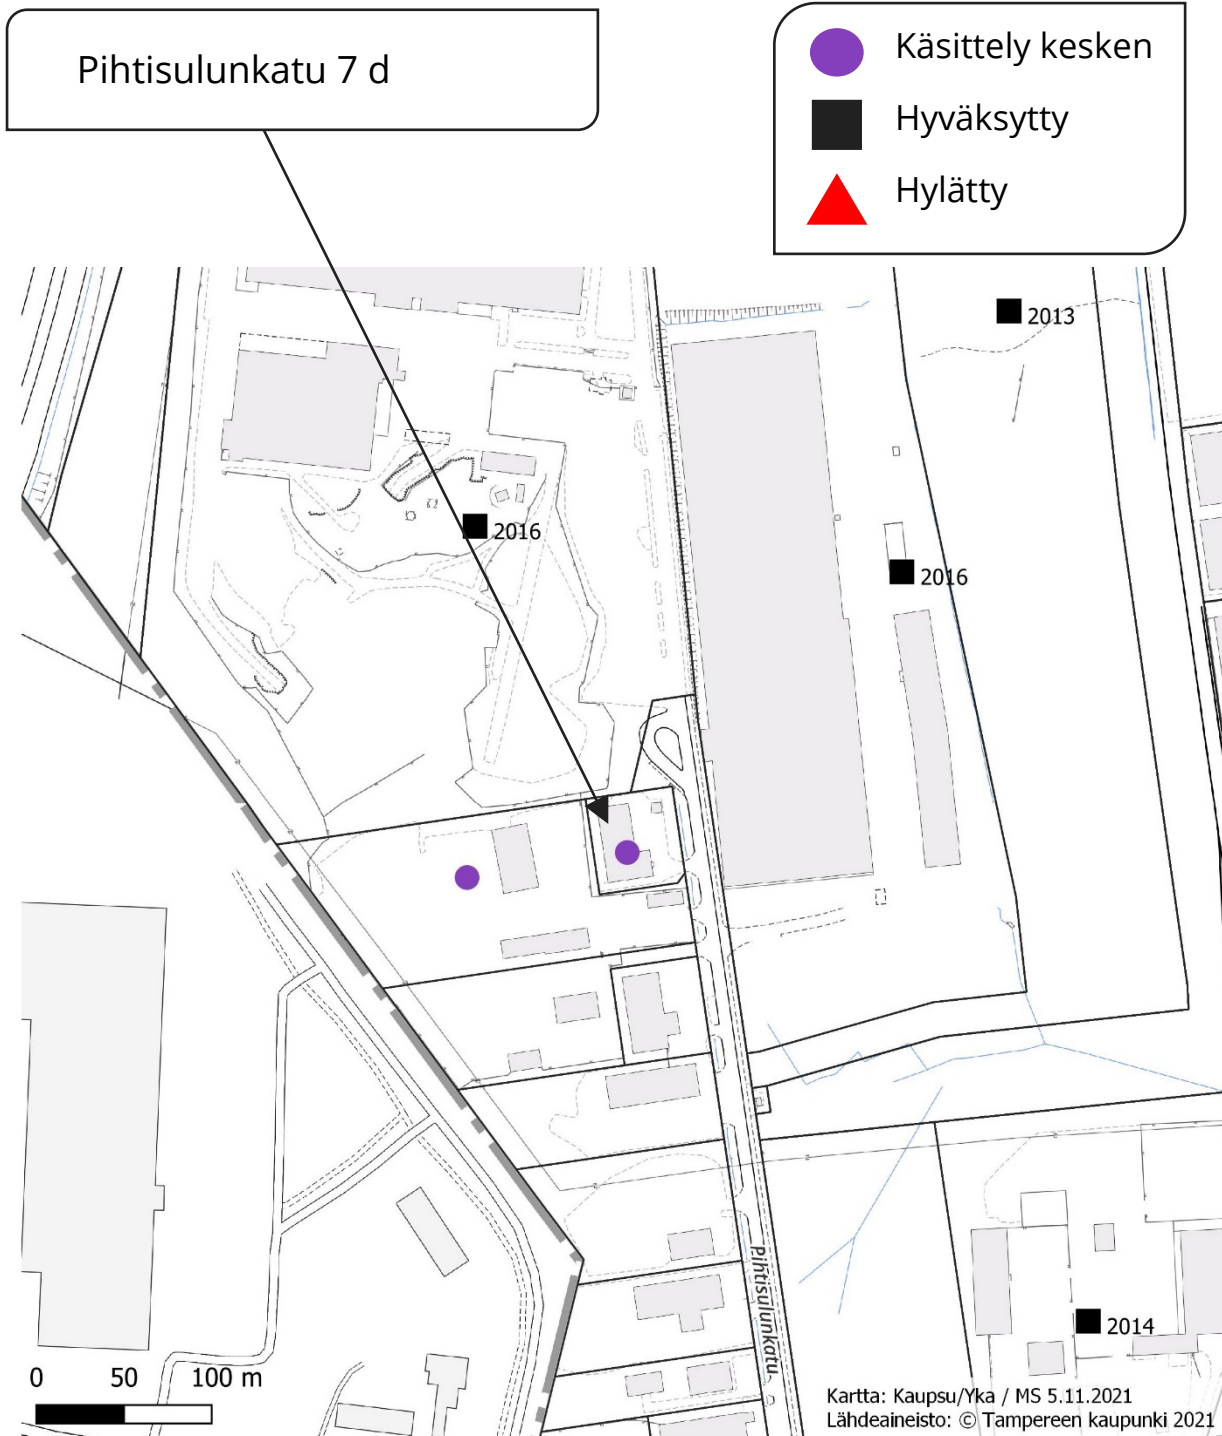 Pihtisulunkatu 7 d
Käsittely kesken
Hyväksytty
Hylätty
2013
2016
2016
Pihtisulunkatu
2014
0 50 100 m
Kartta: Kaupsu/Yka / MS 5.11.2021
Lähdeaineisto: © Tampereen kaupunki 2021